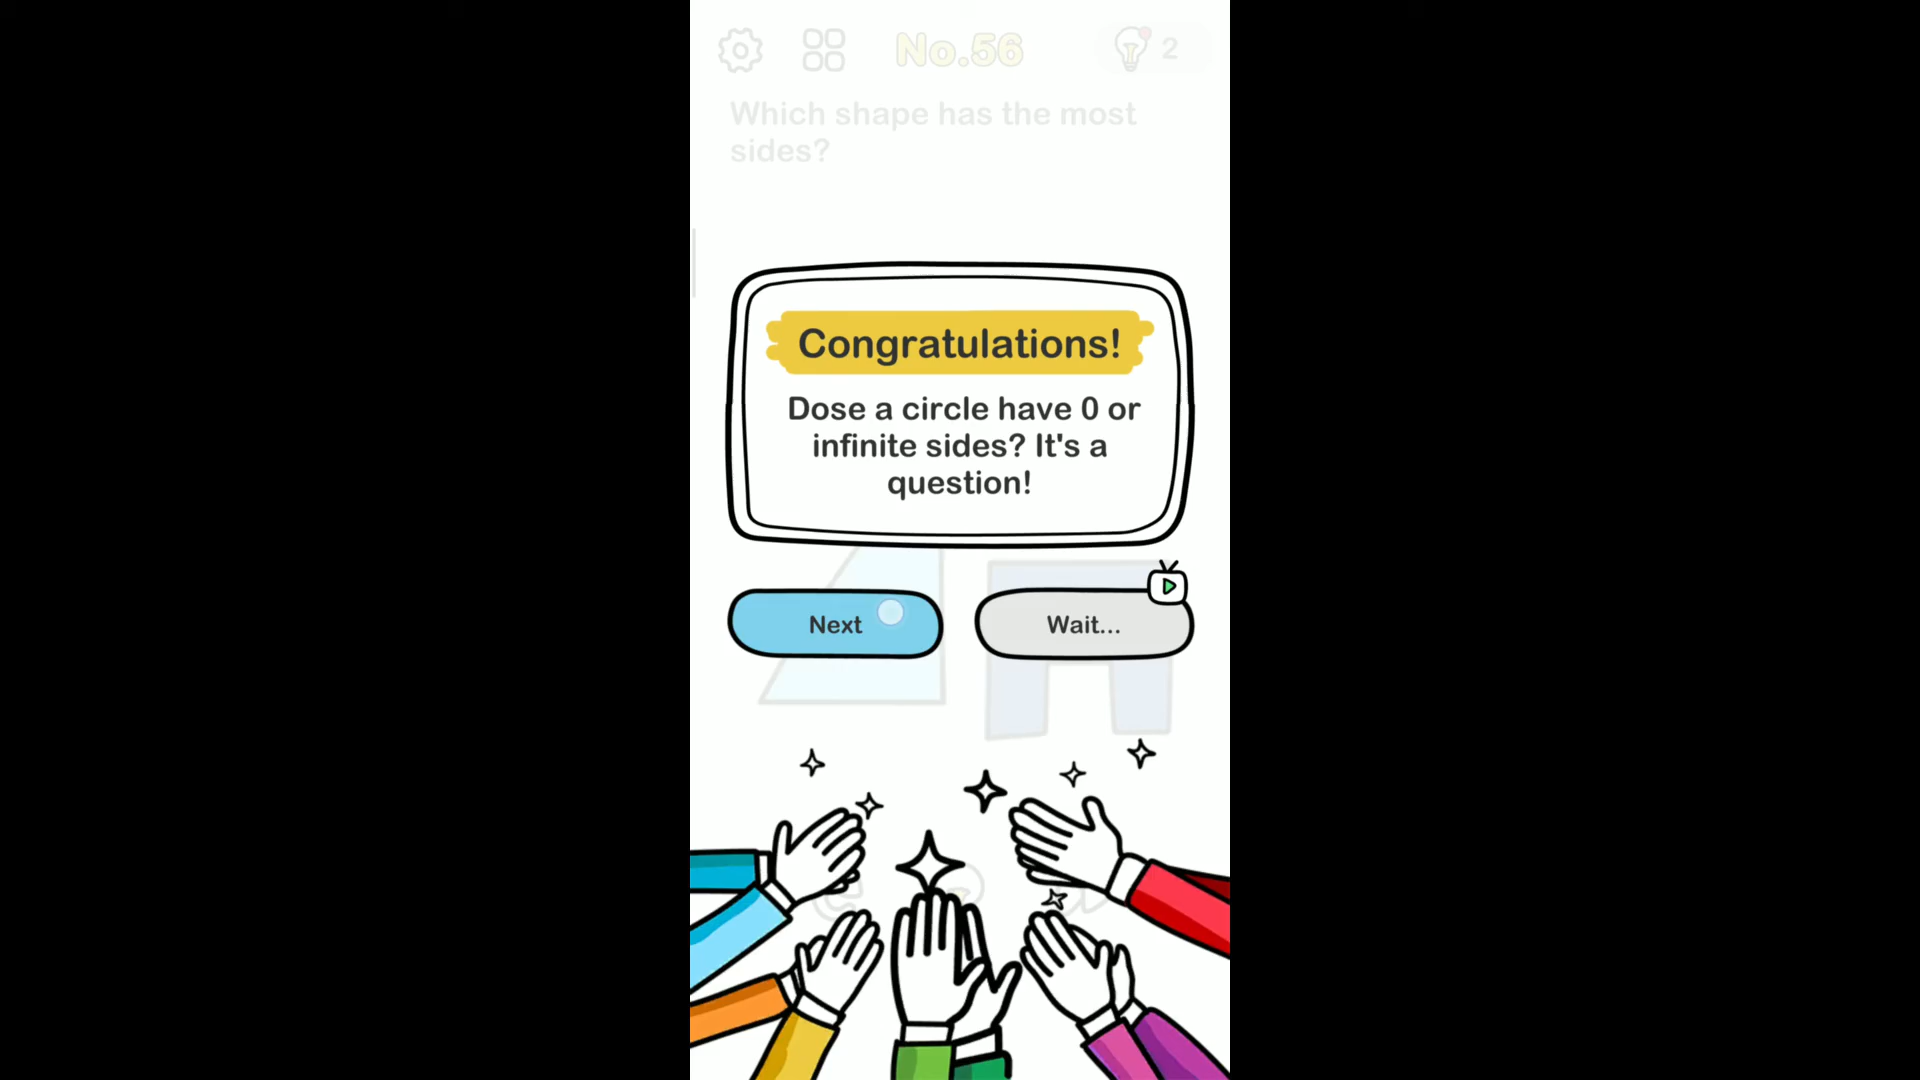 No.56
2
Which shape has the most
sides?
Congratulations!
Dose a circle have 0 or
infinite sides? It's a
question!
Next
Wait...